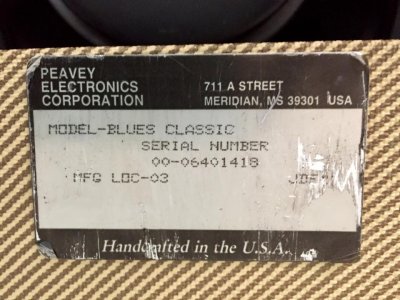 PEAVEY
ELECTRONICS
CORPORATION
711 A STREET
MERIDIAN, MS 39301 USA
MODEL-BLUES CLASSIC
SERIAL NUMBER
00-06401418
MFG LOC-03
Handcrafted in the U.S.A.